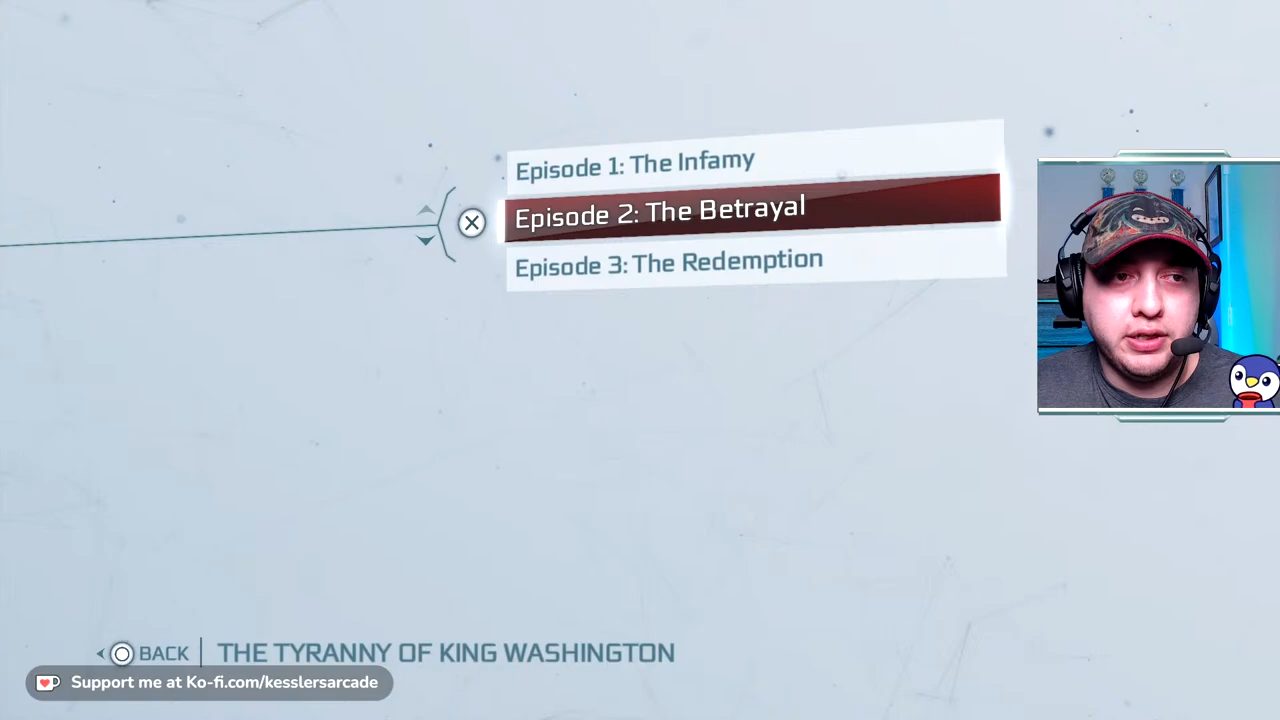 Episode 1: The Infamy
Episode 2: The Betrayal
Episode 3: The Redemption
BACK
THE TYRANNY OF KING WASHINGTON
Support me at Ko-fi.com/kesslersarcade